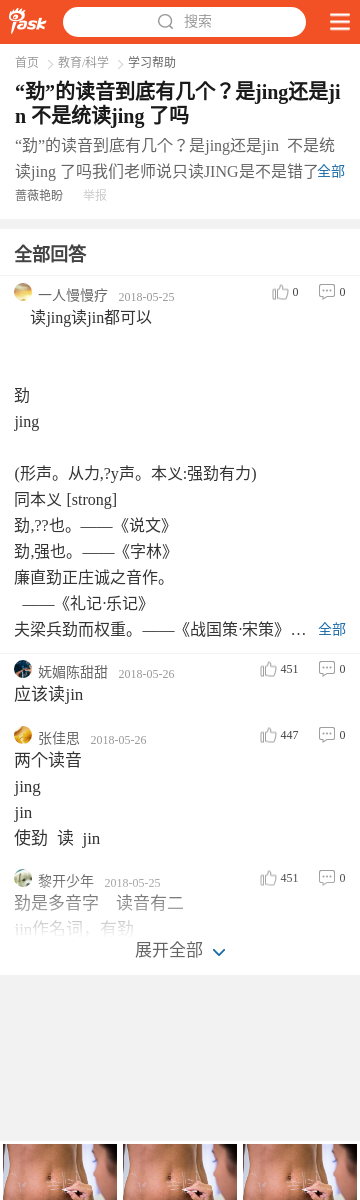 iask
搜索
首页 教育/科学 学习帮助
“劲”的读音到底有几个？是jing还是ji
n 不是统读jing 了吗
“劲”的读音到底有几个？是jing还是jin 不是统
读jing 了吗我们老师说只读JING是不是错了 全部
蔷薇艳盼 举报
全部回答
一人慢慢疗 2018-05-25 0 0
读jing读jin都可以
劲
jing
(形声。从力,?y声。本义:强劲有力)
同本义 [strong]
劲,??也。——《说文》
劲,强也。——《字林》
廉直劲正庄诚之音作。
——《礼记·乐记》
夫梁兵劲而权重。——《战国策·宋策》… 全部
妩媚陈甜甜 2018-05-26 451 0
应该读jin
张佳思 2018-05-26 447 0
两个读音
jing
jin
使劲 读 jin
黎开少年 2018-05-25 451 0
劲是多音字 读音有二
jin作名词，有劲
展开全部